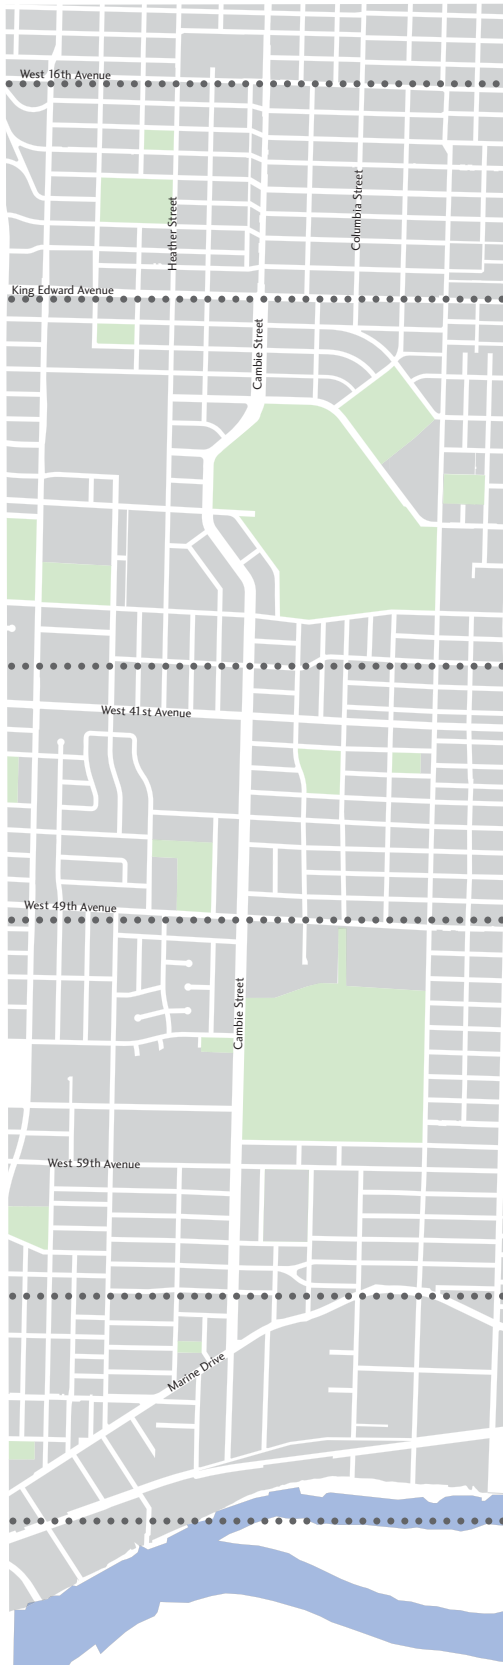 West 16th Avenue
Heather Street
Columbia Street
King Edward Avenue
Cambie Street
West 41st Avenue
West 49th Avenue
Cambie Street
West 59th Avenue
Marine Drive